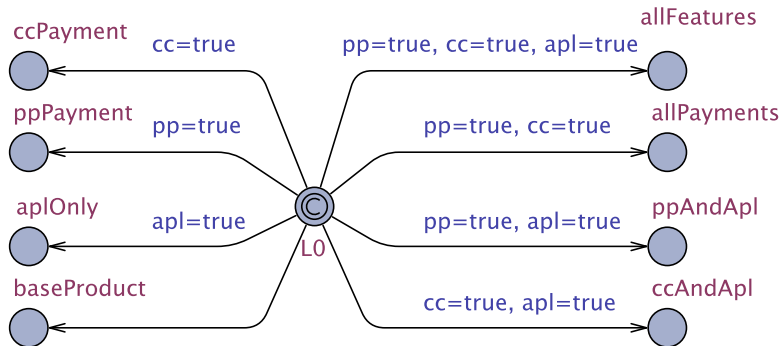 ccPayment
cc=true
pp=true, cc=true, apl=true
allFeatures
ppPayment
pp=true
pp=true, cc=true
allPayments
aplOnly
apl=true
pp=true, apl=true
ppAndApl
C
L0
baseProduct
cc=true, apl=true
ccAndApl